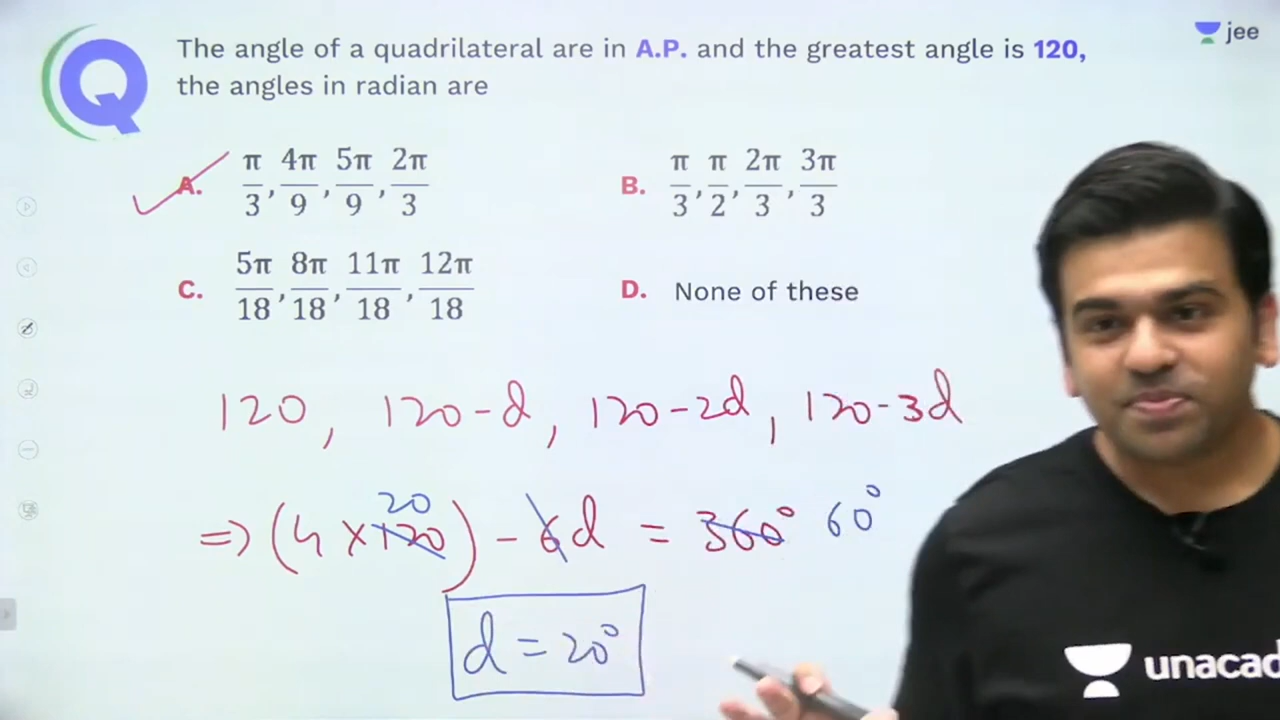 The angle of a quadrilateral are in A.P. and the greatest angle is 120,
the angles in radian are
jee
A. π/3, 4π/9, 5π/9, 2π/3
B. π/3, π/2, 2π/3, 3π/3
C. 5π/18, 8π/18, 11π/18, 12π/18
D. None of these
120, 120-d, 120-2d, 120-3d
20
⇒ (4 × 120) - 6d = 360° 60°
d = 20°
unacad